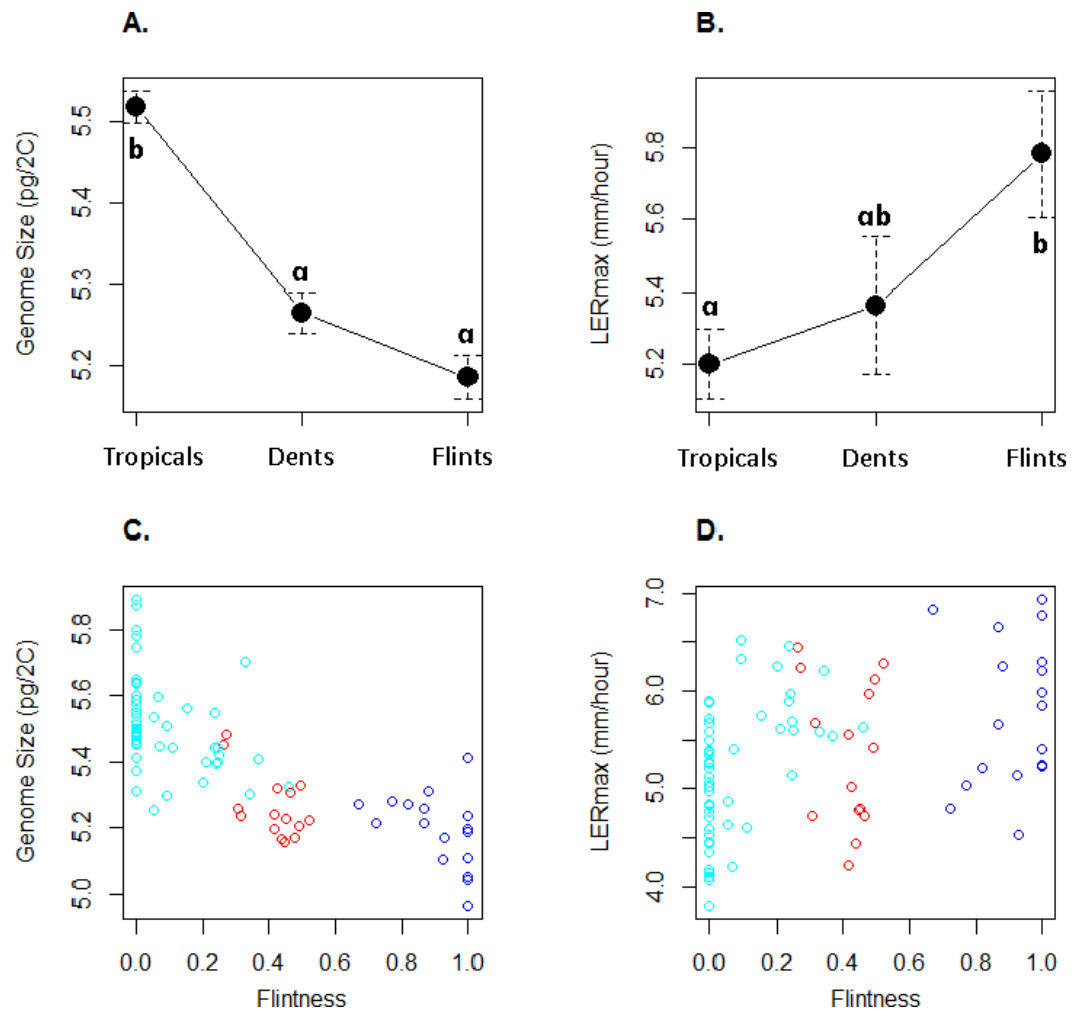 A.
Genome Size (pg/2C)
5.5
5.4
5.3
5.2
b
a
a
Tropicals Dents Flints
B.
LERmax (mm/hour)
5.8
5.6
5.4
5.2
a
ab
b
Tropicals Dents Flints
C.
Genome Size (pg/2C)
5.8
5.6
5.4
5.2
5.0
0.0 0.2 0.4 0.6 0.8 1.0
Flintness
D.
LERmax (mm/hour)
7.0
6.0
5.0
4.0
0.0 0.2 0.4 0.6 0.8 1.0
Flintness